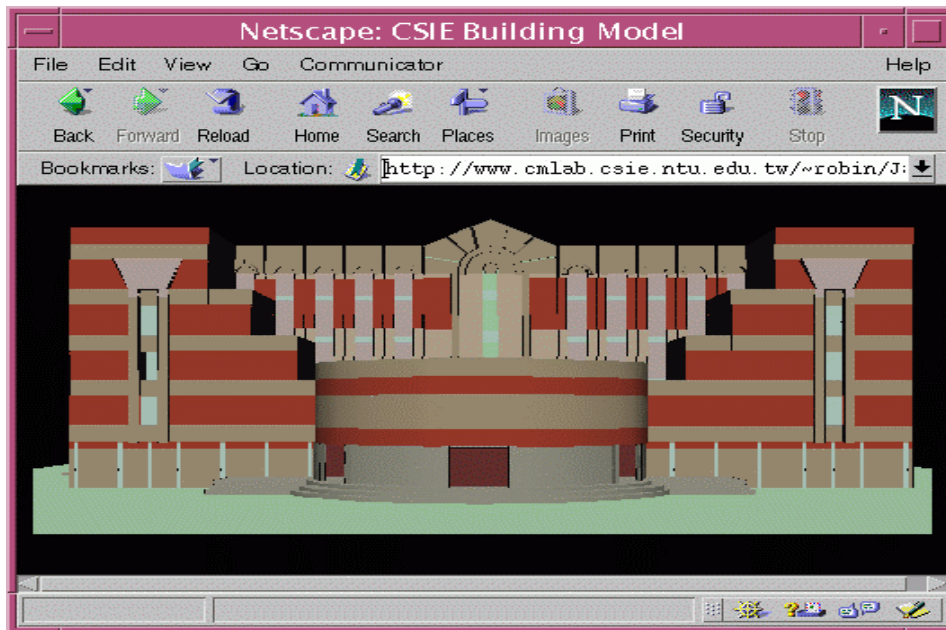 Netscape: CSIE Building Model
File Edit View Go Communicator Help
Back Forward Reload Home Search Places Images Print Security Stop N
Bookmarks: Location: http://www.cmlab.csie.ntu.edu.tw/~robin/Ja